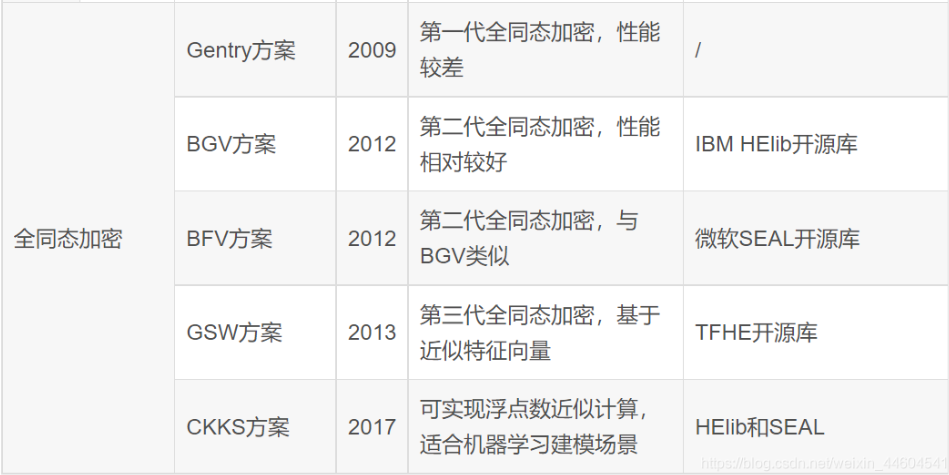 全同态加密
Gentry方案
2009
第一代全同态加密，性能
较差
/
BGV方案
2012
第二代全同态加密，性能
相对较好
IBM HElib开源库
BFV方案
2012
第二代全同态加密，与
BGV类似
微软SEAL开源库
GSW方案
2013
第三代全同态加密，基于
近似特征向量
TFHE开源库
CKKS方案
2017
可实现浮点数近似计算，
适合机器学习建模场景
HElib和SEAL
https://blog.csdn.net/weixin_44604541